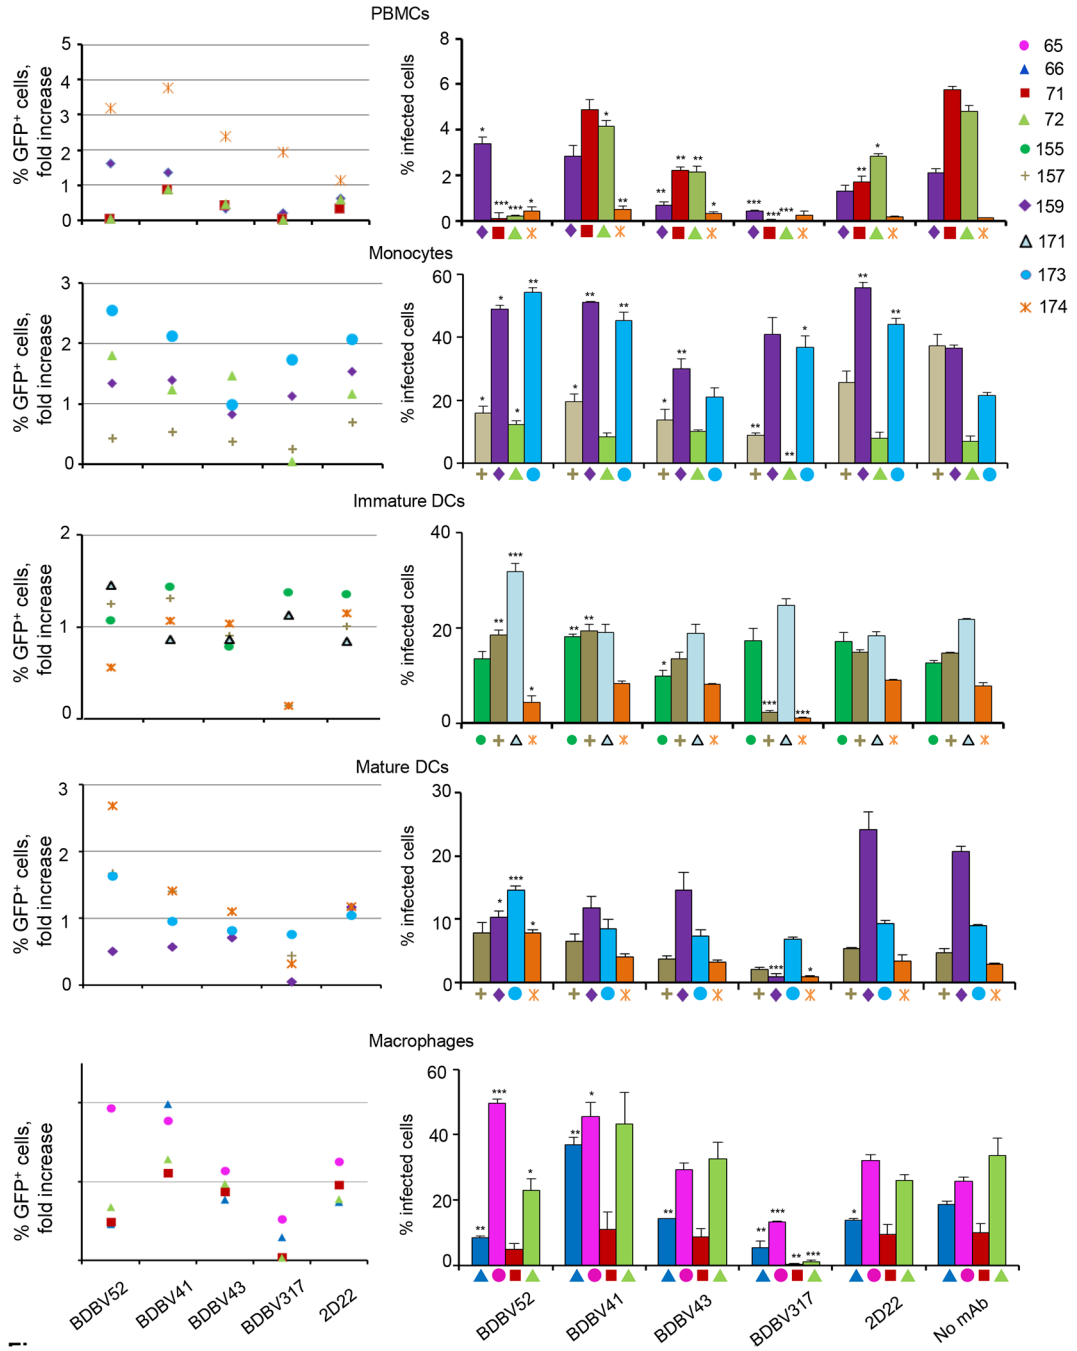 PBMCs
% GFP+ cells,
fold increase
5
4
3
2
1
0
% infected cells
8
6
4
2
0
* *** *** *
* **
** ** *
*** *** ***
** *
65
66
71
72
155
157
159
171
173
174
Monocytes
% GFP+ cells,
fold increase
3
2
1
0
% infected cells
60
40
20
0
* * * **
* ** **
* **
** ** *
** **
Immature DCs
% GFP+ cells,
fold increase
2
1
0
% infected cells
40
20
0
** *** *
** **
*
*** ***
Mature DCs
% GFP+ cells,
fold increase
3
2
1
0
% infected cells
30
20
10
0
* *** *
*** *
Macrophages
% GFP+ cells,
fold increase
% infected cells
60
40
20
0
** *** *
** *
**
** *** ** ***
*
BDBV52
BDBV41
BDBV43
BDBV317
2D22
BDBV52
BDBV41
BDBV43
BDBV317
2D22
No mAb